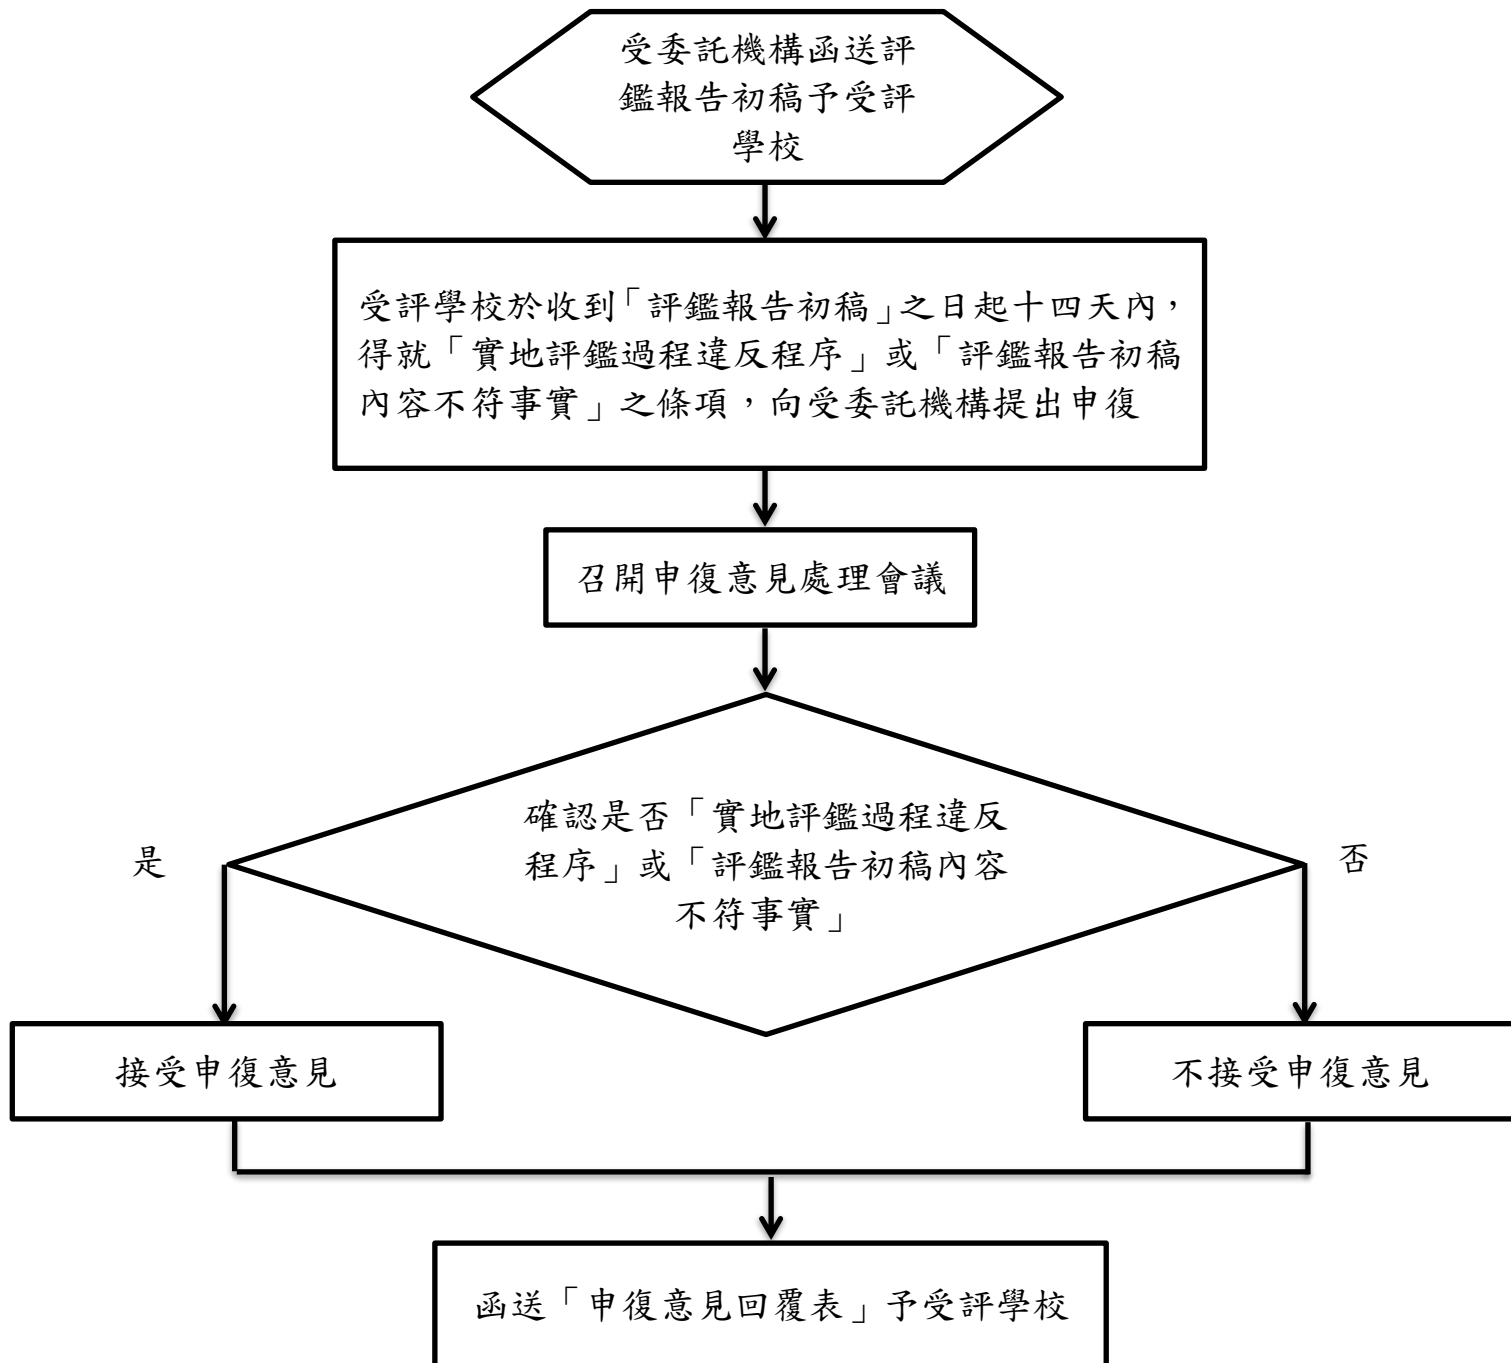 受委託機構函送評
鑑報告初稿予受評
學校
受評學校於收到「評鑑報告初稿」之日起十四天內，
得就「實地評鑑過程違反程序」或「評鑑報告初稿
內容不符事實」之條項，向受委託機構提出申復
召開申復意見處理會議
確認是否「實地評鑑過程違反
程序」或「評鑑報告初稿內容
不符事實」
是
否
接受申復意見
不接受申復意見
函送「申復意見回覆表」予受評學校